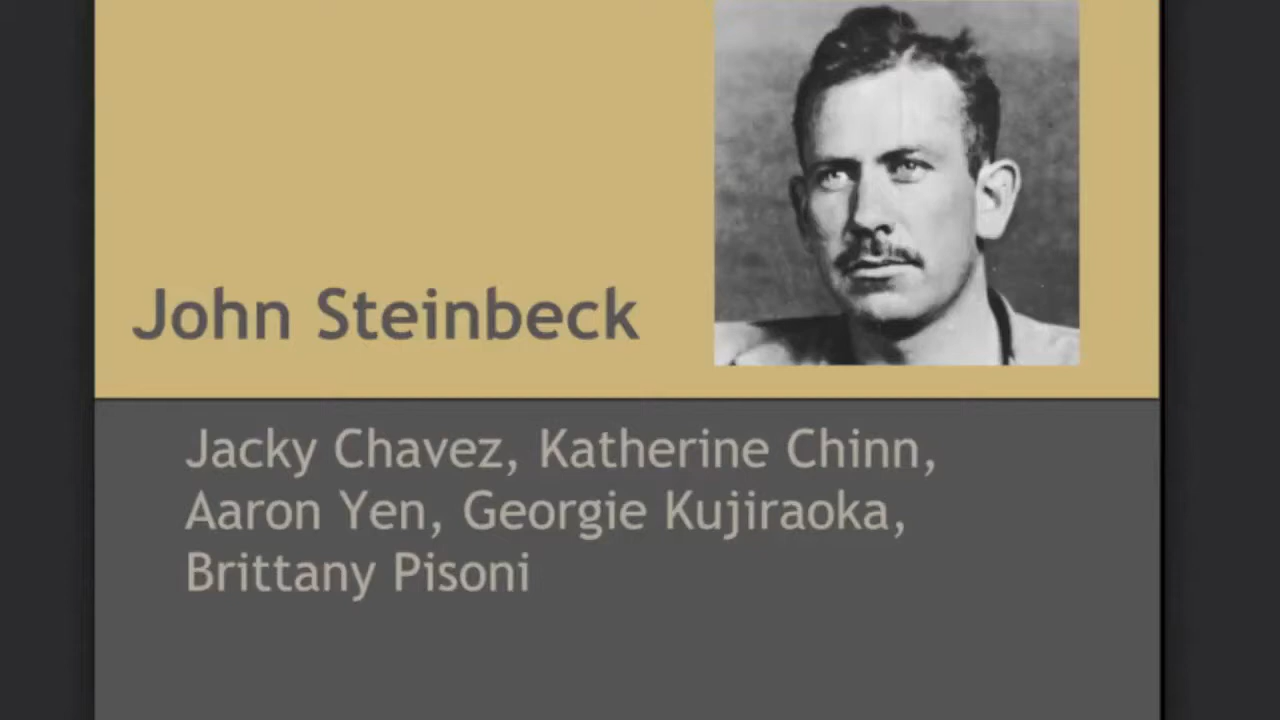 John Steinbeck
Jacky Chavez, Katherine Chinn,
Aaron Yen, Georgie Kujiraoka,
Brittany Pisoni